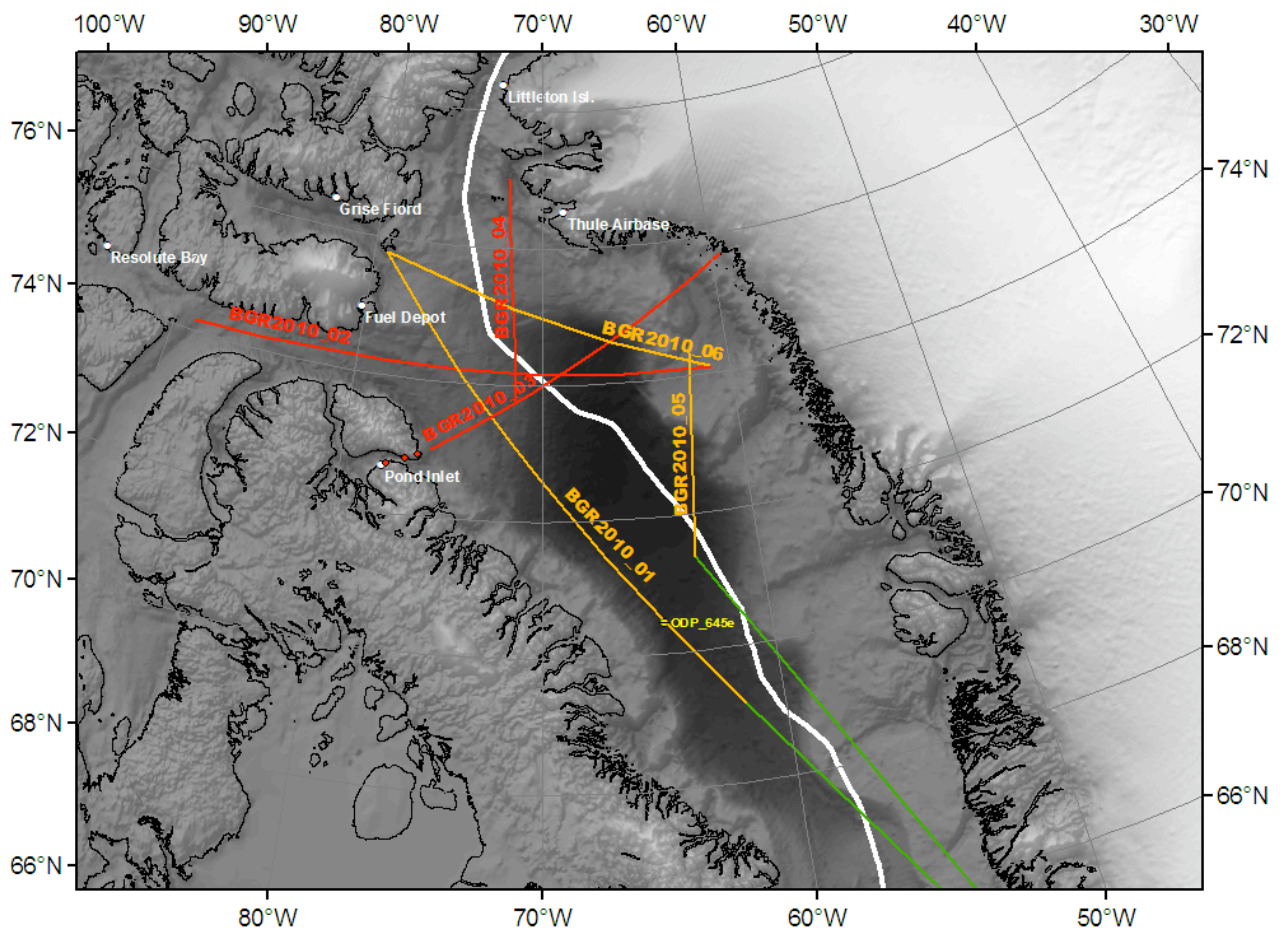 100°W 90°W 80°W 70°W 60°W 50°W 40°W 30°W
Littleton Isl.
76°N
74°N
Grise Fiord
Thule Airbase
Resolute Bay
BGR2010_04
74°N
Fuel Depot
BGR2010_02
BGR2010_06
72°N
BGR2010_03
72°N
BGR2010_05
Pond Inlet
70°N
BGR2010_01
70°N
=ODP_645e
68°N
68°N
66°N
66°N
80°W 70°W 60°W 50°W